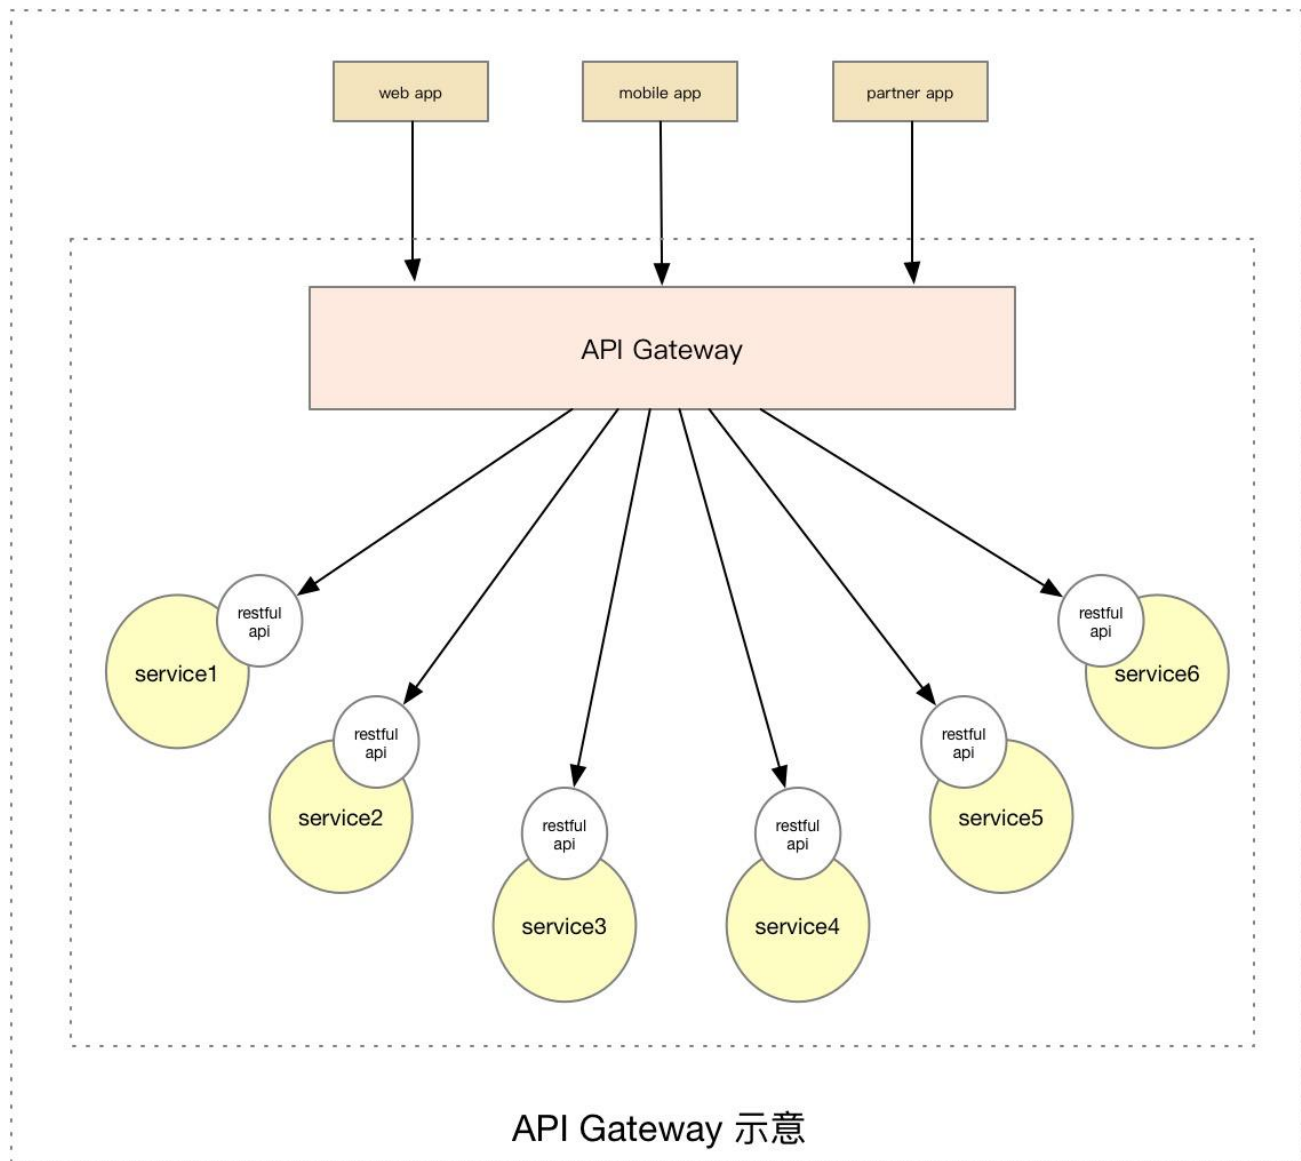 web app
mobile app
partner app
API Gateway
restful
api
service1
restful
api
service2
restful
api
service3
restful
api
service4
restful
api
service5
restful
api
service6
API Gateway 示意